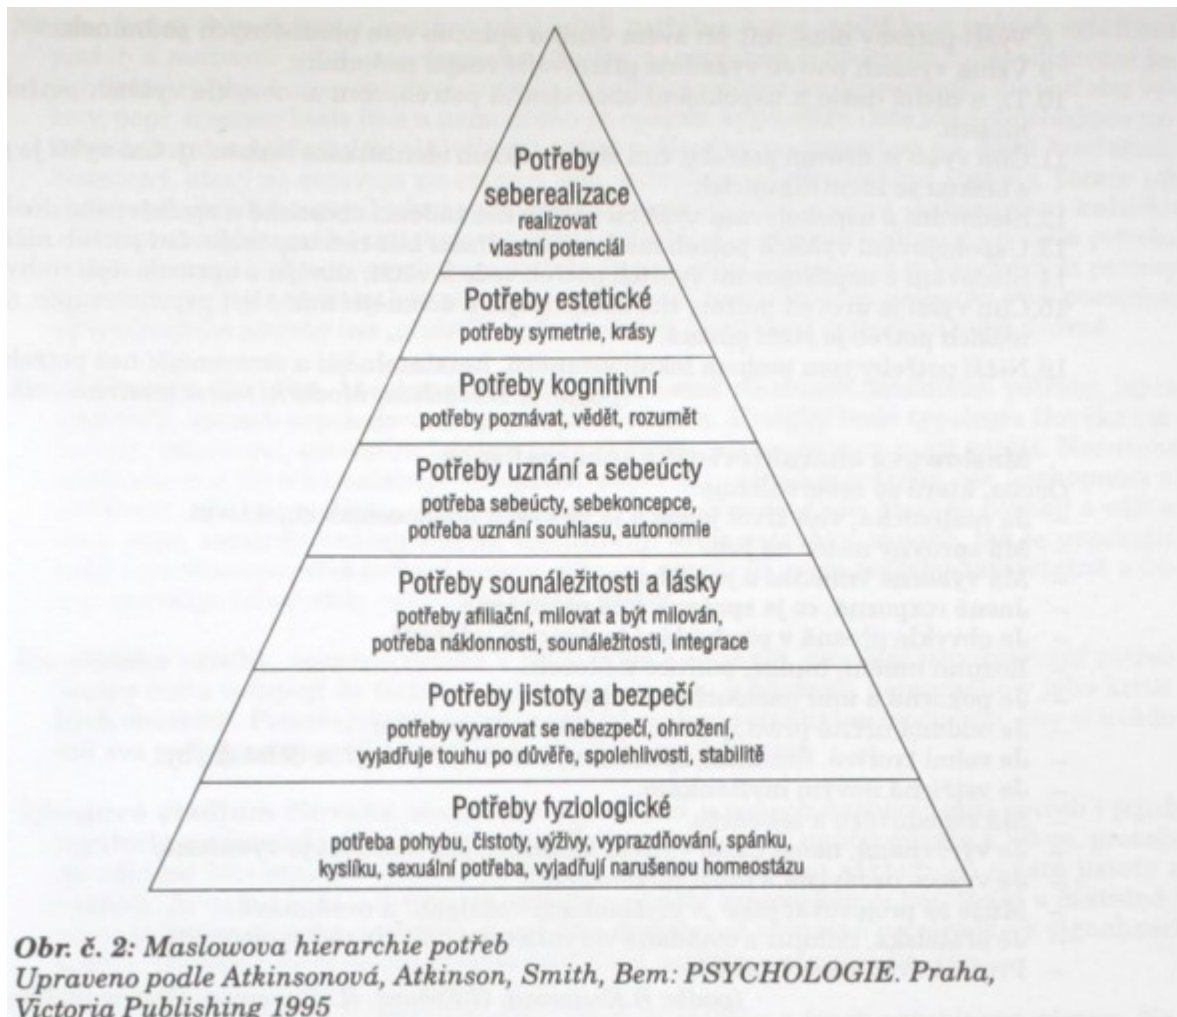 Potřeby
seberealizace
realizovat
vlastní potenciál
Potřeby estetické
potřeby symetrie, krásy
Potřeby kognitivní
potřeby poznávat, vědět, rozumět
Potřeby uznání a sebeúcty
potřeba sebeúcty, sebekoncepce,
potřeba uznání souhlasu, autonomie
Potřeby sounáležitosti a lásky
potřeby afiliační, milovat a být milován,
potřeba náklonnosti, sounáležitosti, integrace
Potřeby jistoty a bezpečí
potřeby vyvarovat se nebezpečí, ohrožení,
vyjadřuje touhu po důvěře, spolehlivosti, stabilitě
Potřeby fyziologické
potřeba pohybu, čistoty, výživy, vyprazdňování, spánku,
kyslíku, sexuální potřeba, vyjadřují narušenou homeostázu
Obr. č. 2: Maslowova hierarchie potřeb
Upraveno podle Atkinsonová, Atkinson, Smith, Bem: PSYCHOLOGIE. Praha,
Victoria Publishing 1995